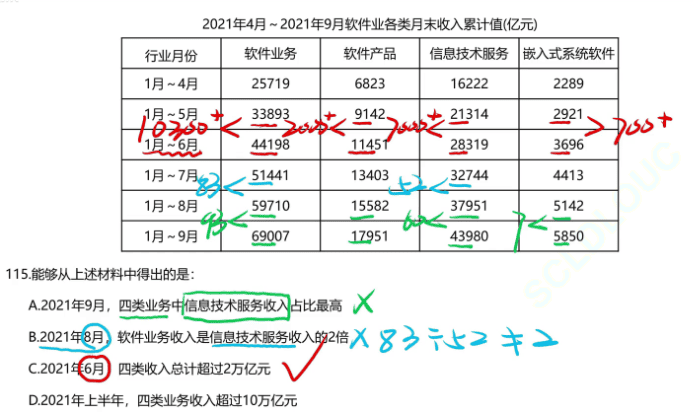 2021年4月～2021年9月软件业各类月末收入累计值(亿元)
行业月份 软件业务 软件产品 信息技术服务 嵌入式系统软件
1月～4月 25719 6823 16222 2289
1月～5月 33893 9142 21314 2921
10300+ < 2000+ < 7000+ < > 700+
1月～6月 44198 11451 28319 3696
1月～7月 51441 13403 32744 4413
83 < 52 <
1月～8月 59710 15582 37951 5142
93 < 60 < 7 <
1月～9月 69007 17951 43980 5850
115.能够从上述材料中得出的是：
A.2021年9月，四类业务中信息技术服务收入占比最高 ×
B.2021年8月，软件业务收入是信息技术服务收入的2倍 × 83÷52≠2
C.2021年6月，四类收入总计超过2万亿元 ✓
D.2021年上半年，四类业务收入超过10万亿元